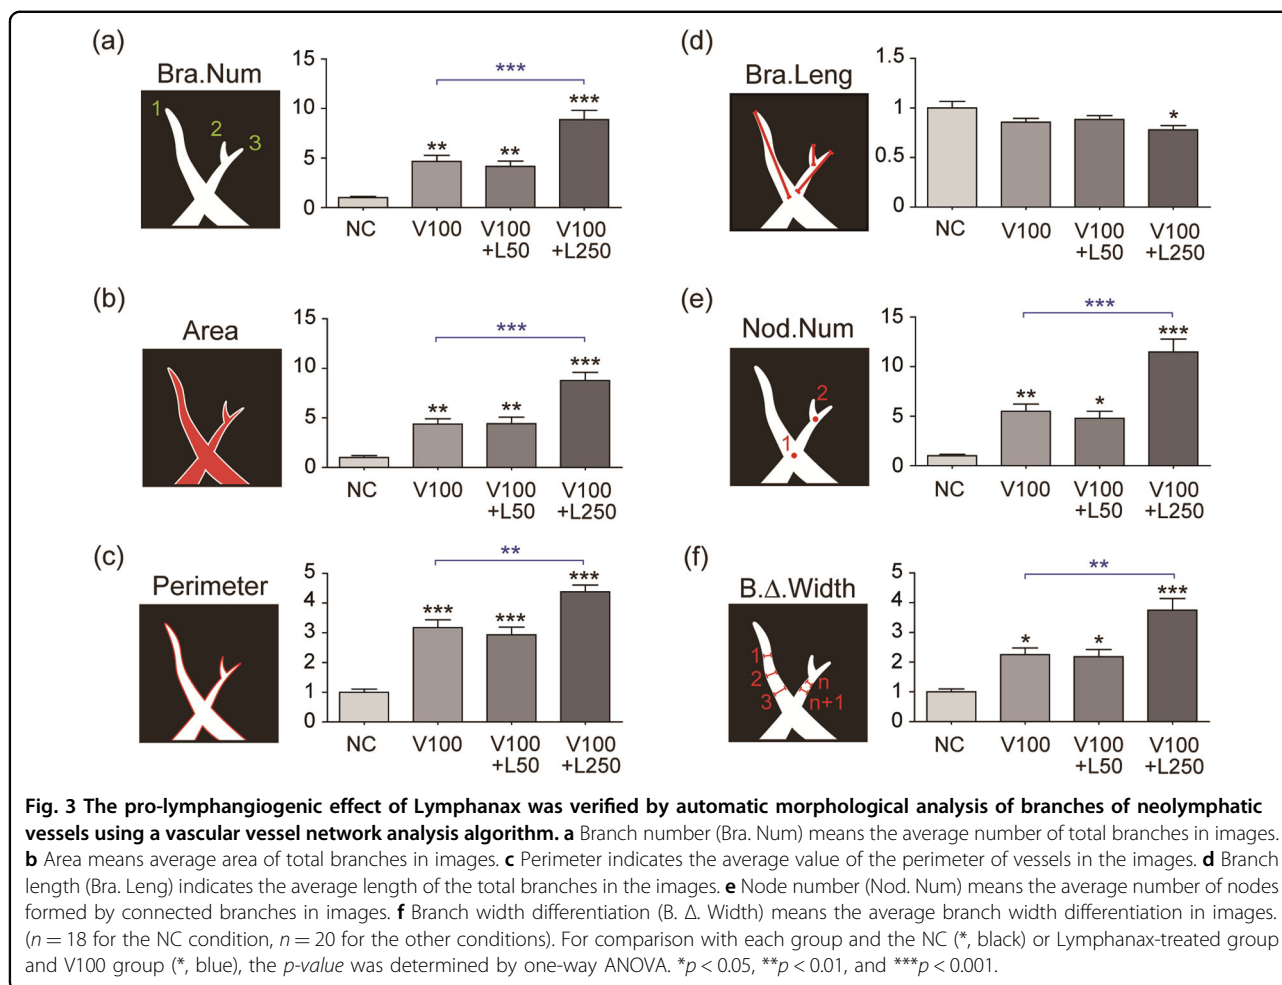 (a)
Bra.Num
1
2
3
15
10
5
0
***
**
**
***
NC
V100
V100
+L50
V100
+L250
(d)
Bra.Leng
1.5
1
0.5
0
*
NC
V100
V100
+L50
V100
+L250
(b)
Area
15
10
5
0
***
**
**
***
NC
V100
V100
+L50
V100
+L250
(e)
Nod.Num
2
1
15
10
5
0
***
**
*
***
NC
V100
V100
+L50
V100
+L250
(c)
Perimeter
5
4
3
2
1
0
**
***
***
***
NC
V100
V100
+L50
V100
+L250
(f)
B.Δ.Width
1
2
3
n
n+1
5
4
3
2
1
0
**
*
*
***
NC
V100
V100
+L50
V100
+L250
Fig. 3 The pro-lymphangiogenic effect of Lymphanax was verified by automatic morphological analysis of branches of neolymphatic
vessels using a vascular vessel network analysis algorithm. a Branch number (Bra. Num) means the average number of total branches in images.
b Area means average area of total branches in images. c Perimeter indicates the average value of the perimeter of vessels in the images. d Branch
length (Bra. Leng) indicates the average length of the total branches in the images. e Node number (Nod. Num) means the average number of nodes
formed by connected branches in images. f Branch width differentiation (B. Δ. Width) means the average branch width differentiation in images.
(n = 18 for the NC condition, n = 20 for the other conditions). For comparison with each group and the NC (*, black) or Lymphanax-treated group
and V100 group (*, blue), the p-value was determined by one-way ANOVA. *p < 0.05, **p < 0.01, and ***p < 0.001.